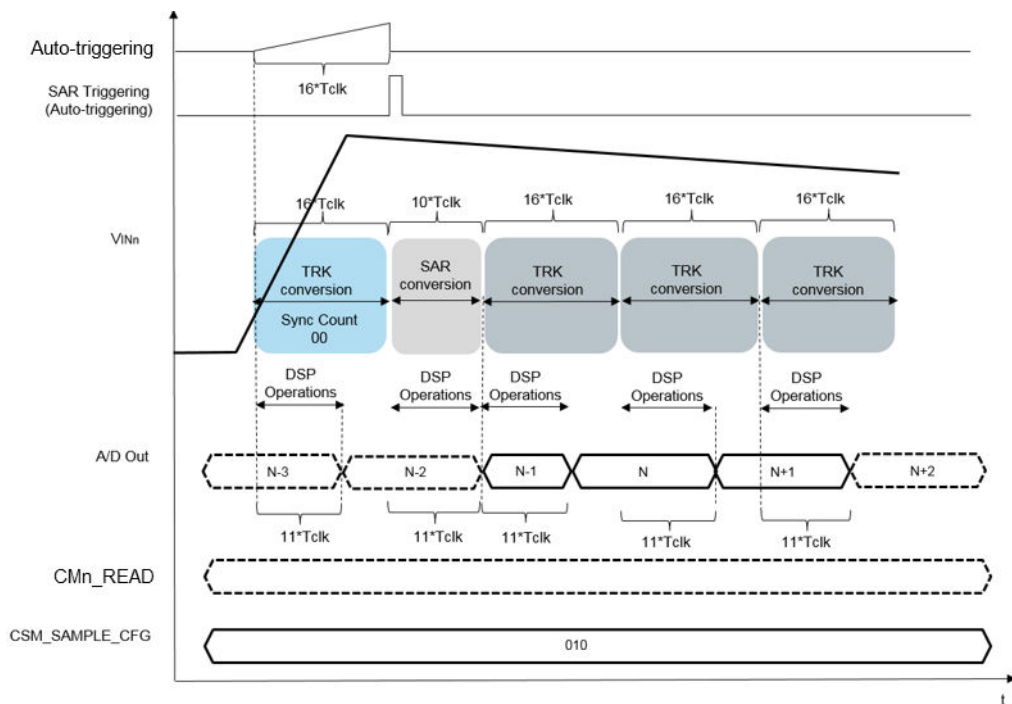 Auto-triggering
16*Tclk
SAR Triggering
(Auto-triggering)
16*Tclk
10*Tclk
16*Tclk
16*Tclk
16*Tclk
VINn
TRK
conversion
Sync Count
00
SAR
conversion
TRK
conversion
TRK
conversion
TRK
conversion
DSP
Operations
DSP
Operations
DSP
Operations
DSP
Operations
DSP
Operations
A/D Out
N-3
N-2
N-1
N
N+1
N+2
11*Tclk
11*Tclk
11*Tclk
11*Tclk
11*Tclk
CMn_READ
CSM_SAMPLE_CFG
010
t